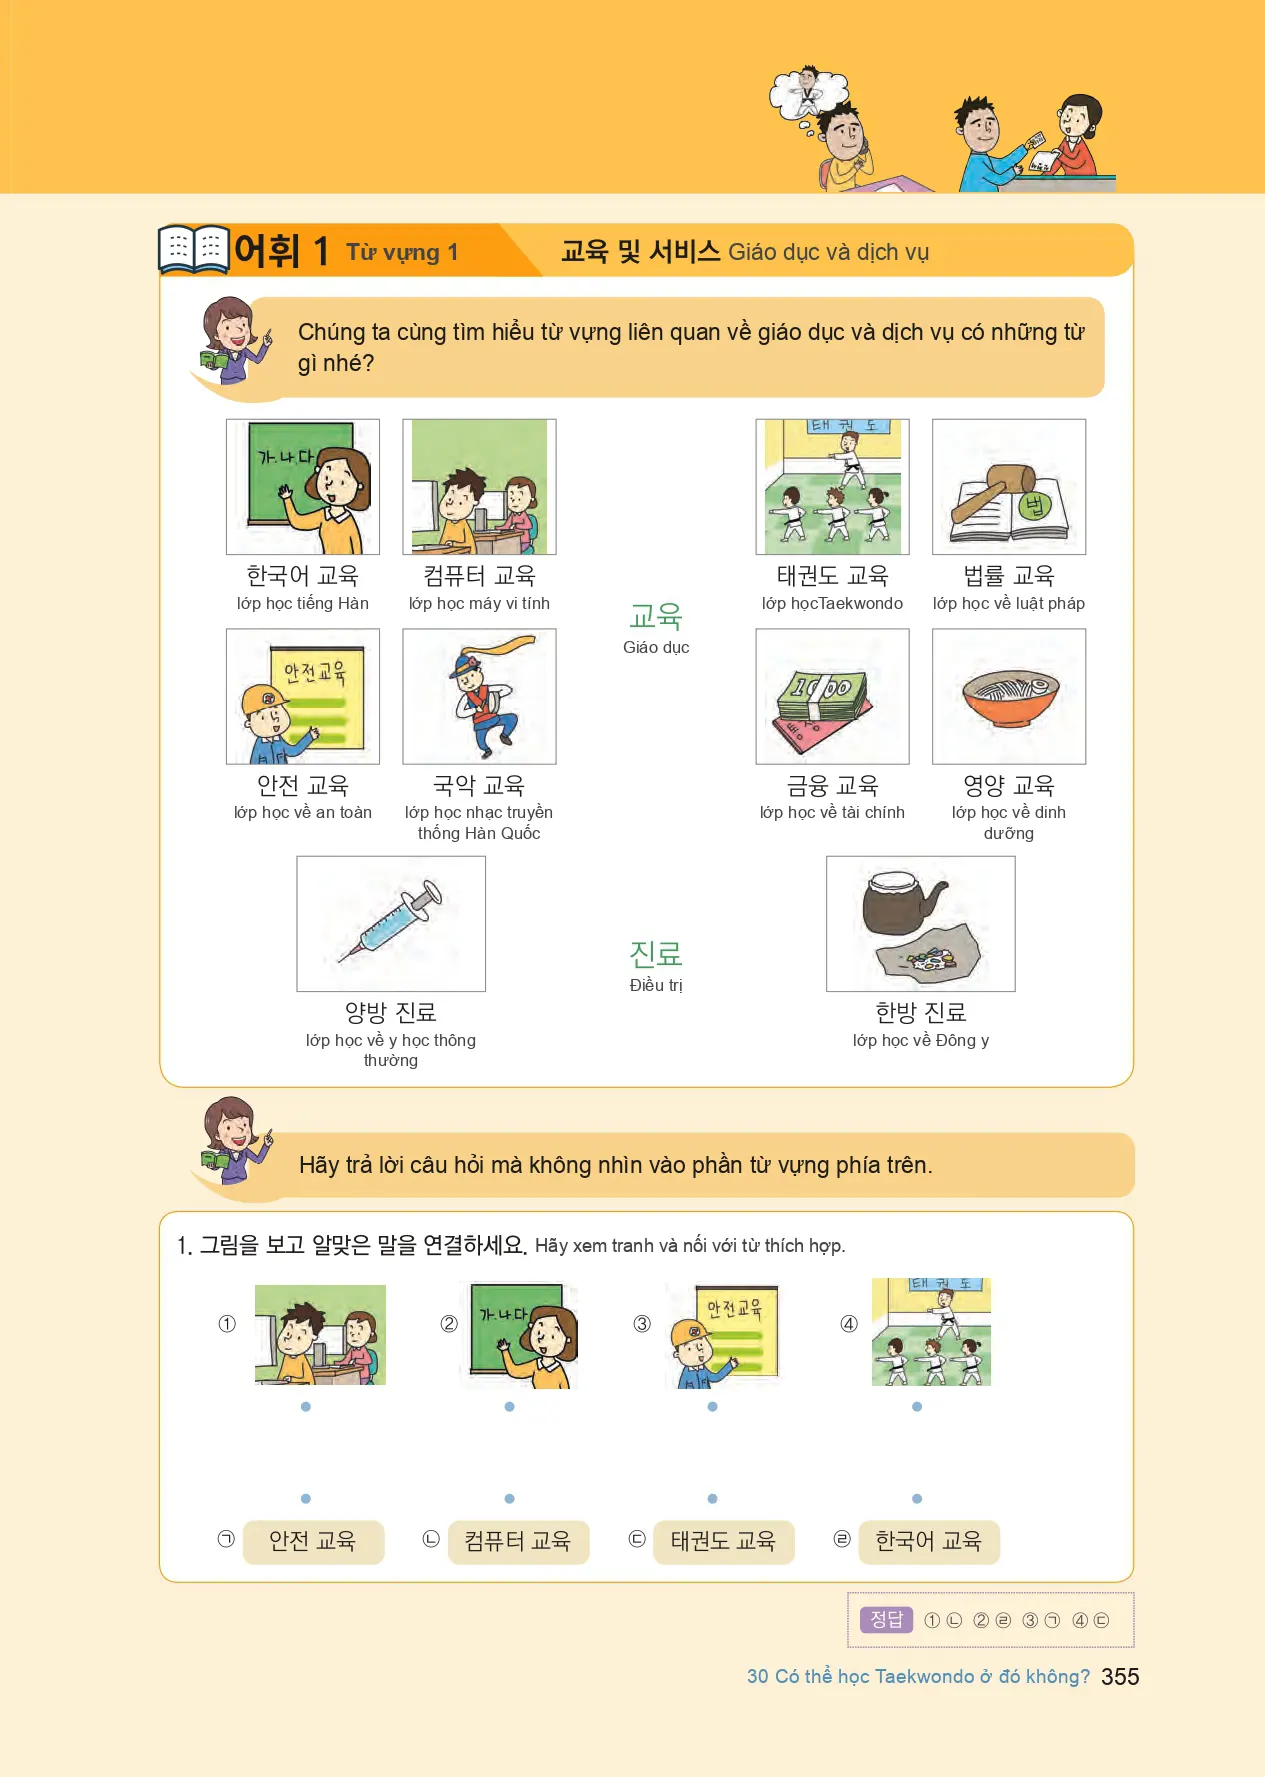 어휘 1 Từ vựng 1 교육 및 서비스 Giáo dục và dịch vụ
Chúng ta cùng tìm hiểu từ vựng liên quan về giáo dục và dịch vụ có những từ
gì nhé?
가.나.다
태권도
법
한국어 교육 컴퓨터 교육 태권도 교육 법률 교육
lớp học tiếng Hàn lớp học máy vi tính lớp họcTaekwondo lớp học về luật pháp
교육
Giáo dục
안전교육
1000
안전 교육 국악 교육 금융 교육 영양 교육
lớp học về an toàn lớp học nhạc truyền lớp học về tài chính lớp học về dinh
thống Hàn Quốc dưỡng
진료
Điều trị
양방 진료 한방 진료
lớp học về y học thông lớp học về Đông y
thường
Hãy trả lời câu hỏi mà không nhìn vào phần từ vựng phía trên.
1. 그림을 보고 알맞은 말을 연결하세요. Hãy xem tranh và nối với từ thích hợp.
① ② ③ ④
가.나.다
안전교육
태권도
㉠ 안전 교육 ㉡ 컴퓨터 교육 ㉢ 태권도 교육 ㉣ 한국어 교육
정답 ① ㉡ ② ㉣ ③ ㉠ ④ ㉢
30 Có thể học Taekwondo ở đó không? 355